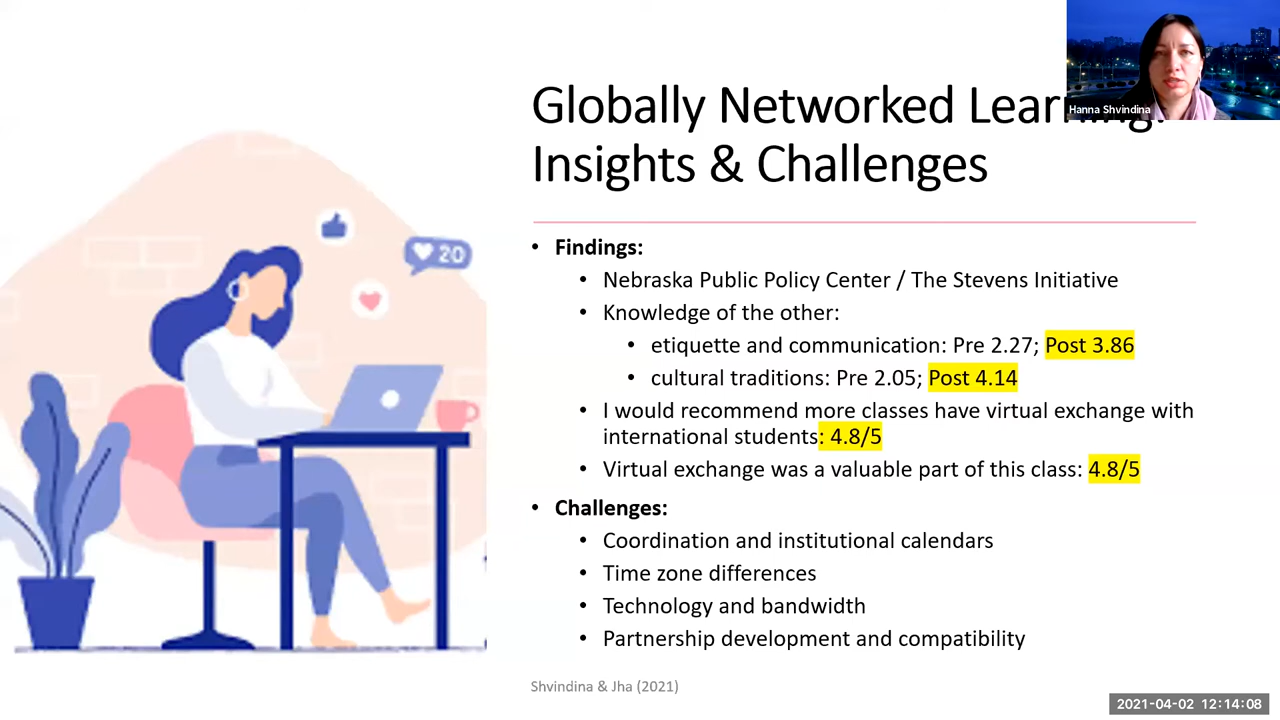 Globally Networked Learning:
Insights & Challenges
Hanna Shvindina
20
• Findings:
• Nebraska Public Policy Center / The Stevens Initiative
• Knowledge of the other:
• etiquette and communication: Pre 2.27; Post 3.86
• cultural traditions: Pre 2.05; Post 4.14
• I would recommend more classes have virtual exchange with
international students: 4.8/5
• Virtual exchange was a valuable part of this class: 4.8/5
• Challenges:
• Coordination and institutional calendars
• Time zone differences
• Technology and bandwidth
• Partnership development and compatibility
Shvindina & Jha (2021)
2021-04-02 12:14:08